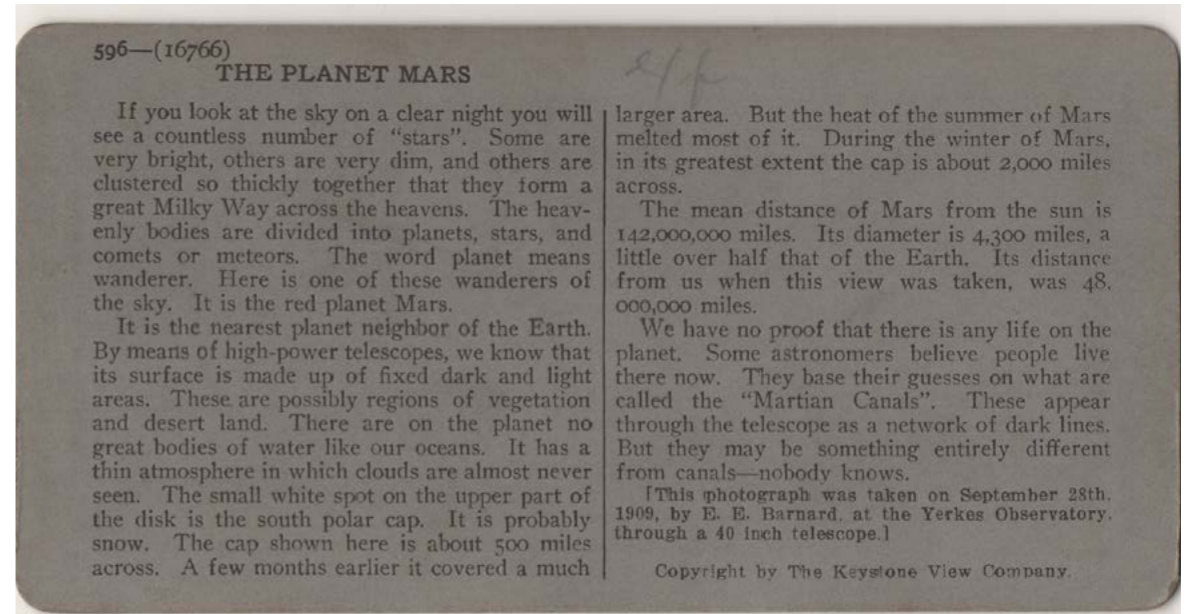 596—(16766)
THE PLANET MARS
If you look at the sky on a clear night you will
see a countless number of “stars”. Some are
very bright, others are very dim, and others are
clustered so thickly together that they form a
great Milky Way across the heavens. The heav-
enly bodies are divided into planets, stars, and
comets or meteors. The word planet means
wanderer. Here is one of these wanderers of
the sky. It is the red planet Mars.
It is the nearest planet neighbor of the Earth.
By means of high-power telescopes, we know that
its surface is made up of fixed dark and light
areas. These are possibly regions of vegetation
and desert land. There are on the planet no
great bodies of water like our oceans. It has a
thin atmosphere in which clouds are almost never
seen. The small white spot on the upper part of
the disk is the south polar cap. It is probably
snow. The cap shown here is about 500 miles
across. A few months earlier it covered a much
larger area. But the heat of the summer of Mars
melted most of it. During the winter of Mars,
in its greatest extent the cap is about 2,000 miles
across.
The mean distance of Mars from the sun is
142,000,000 miles. Its diameter is 4,300 miles, a
little over half that of the Earth. Its distance
from us when this view was taken, was 48.
000,000 miles.
We have no proof that there is any life on the
planet. Some astronomers believe people live
there now. They base their guesses on what are
called the “Martian Canals”. These appear
through the telescope as a network of dark lines.
But they may be something entirely different
from canals—nobody knows.
[This photograph was taken on September 28th.
1909, by E. E. Barnard, at the Yerkes Observatory.
through a 40 inch telescope.]
Copyright by The Keystone View Company.